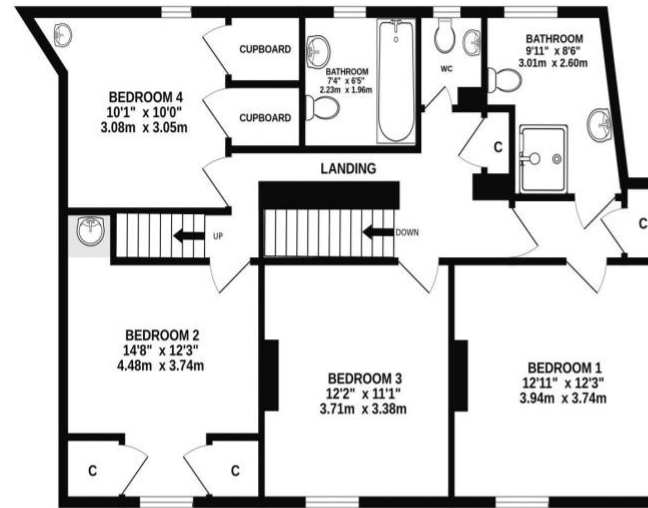 CUPBOARD
CUPBOARD
BEDROOM 4
10'1" x 10'0"
3.08m x 3.05m
BATHROOM
7'4" x 6'5"
2.23m x 1.96m
WC
BATHROOM
9'11" x 8'6"
3.01m x 2.60m
C
LANDING
C
UP
DOWN
BEDROOM 2
14'8" x 12'3"
4.48m x 3.74m
BEDROOM 3
12'2" x 11'1"
3.71m x 3.38m
BEDROOM 1
12'11" x 12'3"
3.94m x 3.74m
C
C